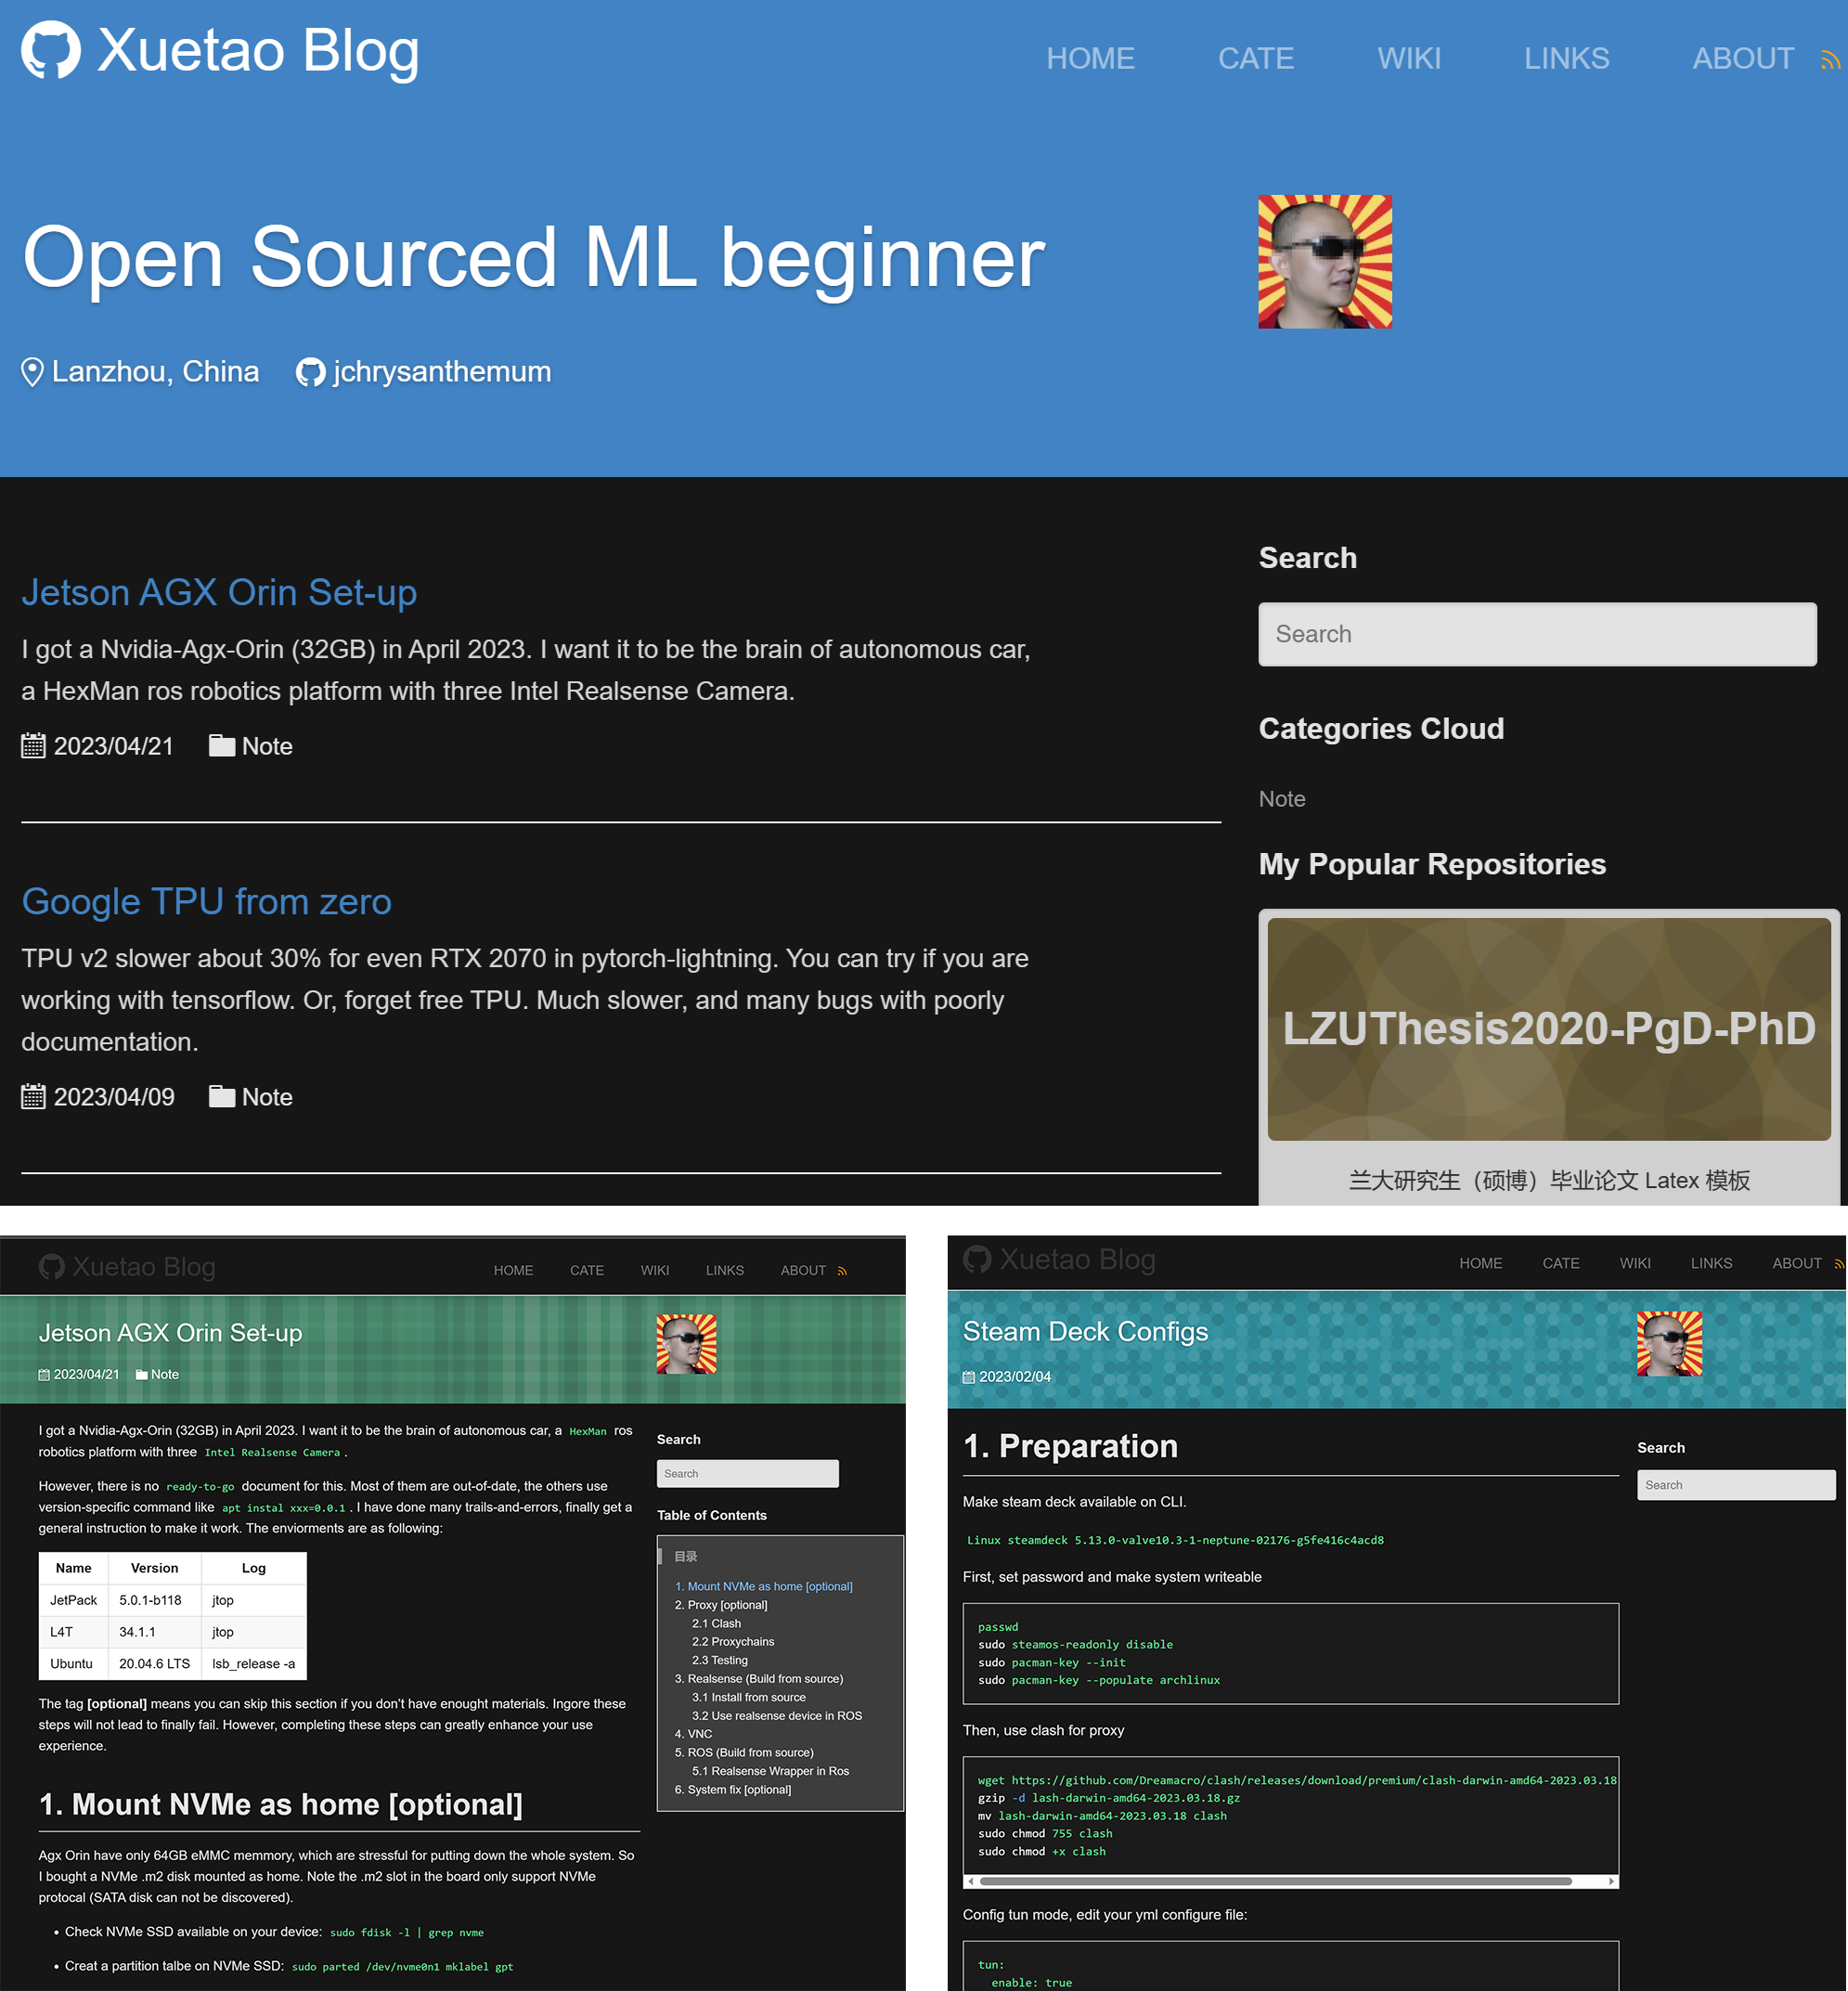 Xuetao Blog
HOME CATE WIKI LINKS ABOUT
Open Sourced ML beginner
Lanzhou, China jchrysanthemum
Jetson AGX Orin Set-up
I got a Nvidia-Agx-Orin (32GB) in April 2023. I want it to be the brain of autonomous car,
a HexMan ros robotics platform with three Intel Realsense Camera.
2023/04/21 Note
Google TPU from zero
TPU v2 slower about 30% for even RTX 2070 in pytorch-lightning. You can try if you are
working with tensorflow. Or, forget free TPU. Much slower, and many bugs with poorly
documentation.
2023/04/09 Note
Search
Search
Categories Cloud
Note
My Popular Repositories
LZUThesis2020-PgD-PhD
兰大研究生（硕博）毕业论文 Latex 模板
Xuetao Blog
HOME CATE WIKI LINKS ABOUT
Jetson AGX Orin Set-up
2023/04/21 Note
I got a Nvidia-Agx-Orin (32GB) in April 2023. I want it to be the brain of autonomous car, a HexMan ros
robotics platform with three Intel Realsense Camera.
However, there is no ready-to-go document for this. Most of them are out-of-date, the others use
version-specific command like apt instal xxx=0.0.1. I have done many trails-and-errors, finally get a
general instruction to make it work. The enviorments are as following:
Name Version Log
JetPack 5.0.1-b118 jtop
L4T 34.1.1 jtop
Ubuntu 20.04.6 LTS lsb_release -a
The tag [optional] means you can skip this section if you don't have enought materials. Ingore these
steps will not lead to finally fail. However, completing these steps can greatly enhance your use
experience.
1. Mount NVMe as home [optional]
Agx Orin have only 64GB eMMC memmory, which are stressful for putting down the whole system. So
I bought a NVMe .m2 disk mounted as home. Note the .m2 slot in the board only support NVMe
protocal (SATA disk can not be discovered).
• Check NVMe SSD available on your device: sudo fdisk -l | grep nvme
• Creat a partition talbe on NVMe SSD: sudo parted /dev/nvme0n1 mklabel gpt
Search
Search
Table of Contents
目录
1. Mount NVMe as home [optional]
2. Proxy [optional]
2.1 Clash
2.2 Proxychains
2.3 Testing
3. Realsense (Build from source)
3.1 Install from source
3.2 Use realsense device in ROS
4. VNC
5. ROS (Build from source)
5.1 Realsense Wrapper in Ros
6. System fix [optional]
Xuetao Blog
HOME CATE WIKI LINKS ABOUT
Steam Deck Configs
2023/02/04
1. Preparation
Make steam deck available on CLI.
Linux steamdeck 5.13.0-valve10.3-1-neptune-02176-g5fe416c4acd8
First, set password and make system writeable
passwd
sudo steamos-readonly disable
sudo pacman-key --init
sudo pacman-key --populate archlinux
Then, use clash for proxy
wget https://github.com/Dreamacro/clash/releases/download/premium/clash-darwin-amd64-2023.03.18
gzip -d lash-darwin-amd64-2023.03.18.gz
mv lash-darwin-amd64-2023.03.18 clash
sudo chmod 755 clash
sudo chmod +x clash
Config tun mode, edit your yml configure file:
tun:
enable: true
Search
Search